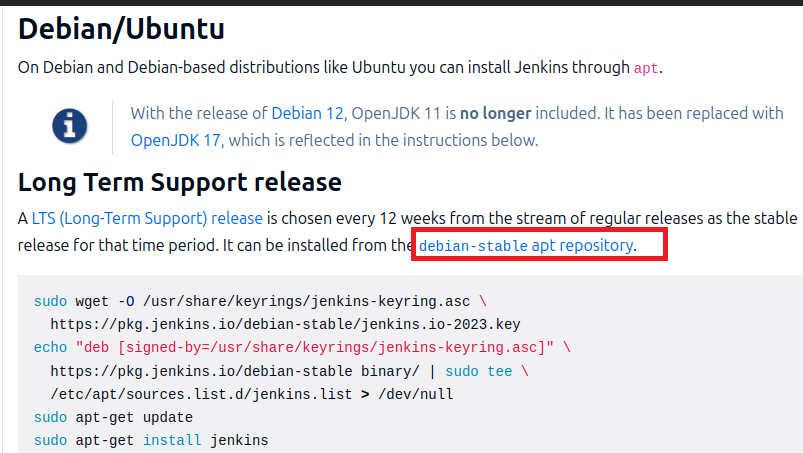 Debian/Ubuntu
On Debian and Debian-based distributions like Ubuntu you can install Jenkins through apt.
With the release of Debian 12, OpenJDK 11 is no longer included. It has been replaced with
OpenJDK 17, which is reflected in the instructions below.
Long Term Support release
A LTS (Long-Term Support) release is chosen every 12 weeks from the stream of regular releases as the stable
release for that time period. It can be installed from the debian-stable apt repository.
sudo wget -O /usr/share/keyrings/jenkins-keyring.asc \
  https://pkg.jenkins.io/debian-stable/jenkins.io-2023.key
echo "deb [signed-by=/usr/share/keyrings/jenkins-keyring.asc]" \
  https://pkg.jenkins.io/debian-stable binary/ | sudo tee \
  /etc/apt/sources.list.d/jenkins.list > /dev/null
sudo apt-get update
sudo apt-get install jenkins